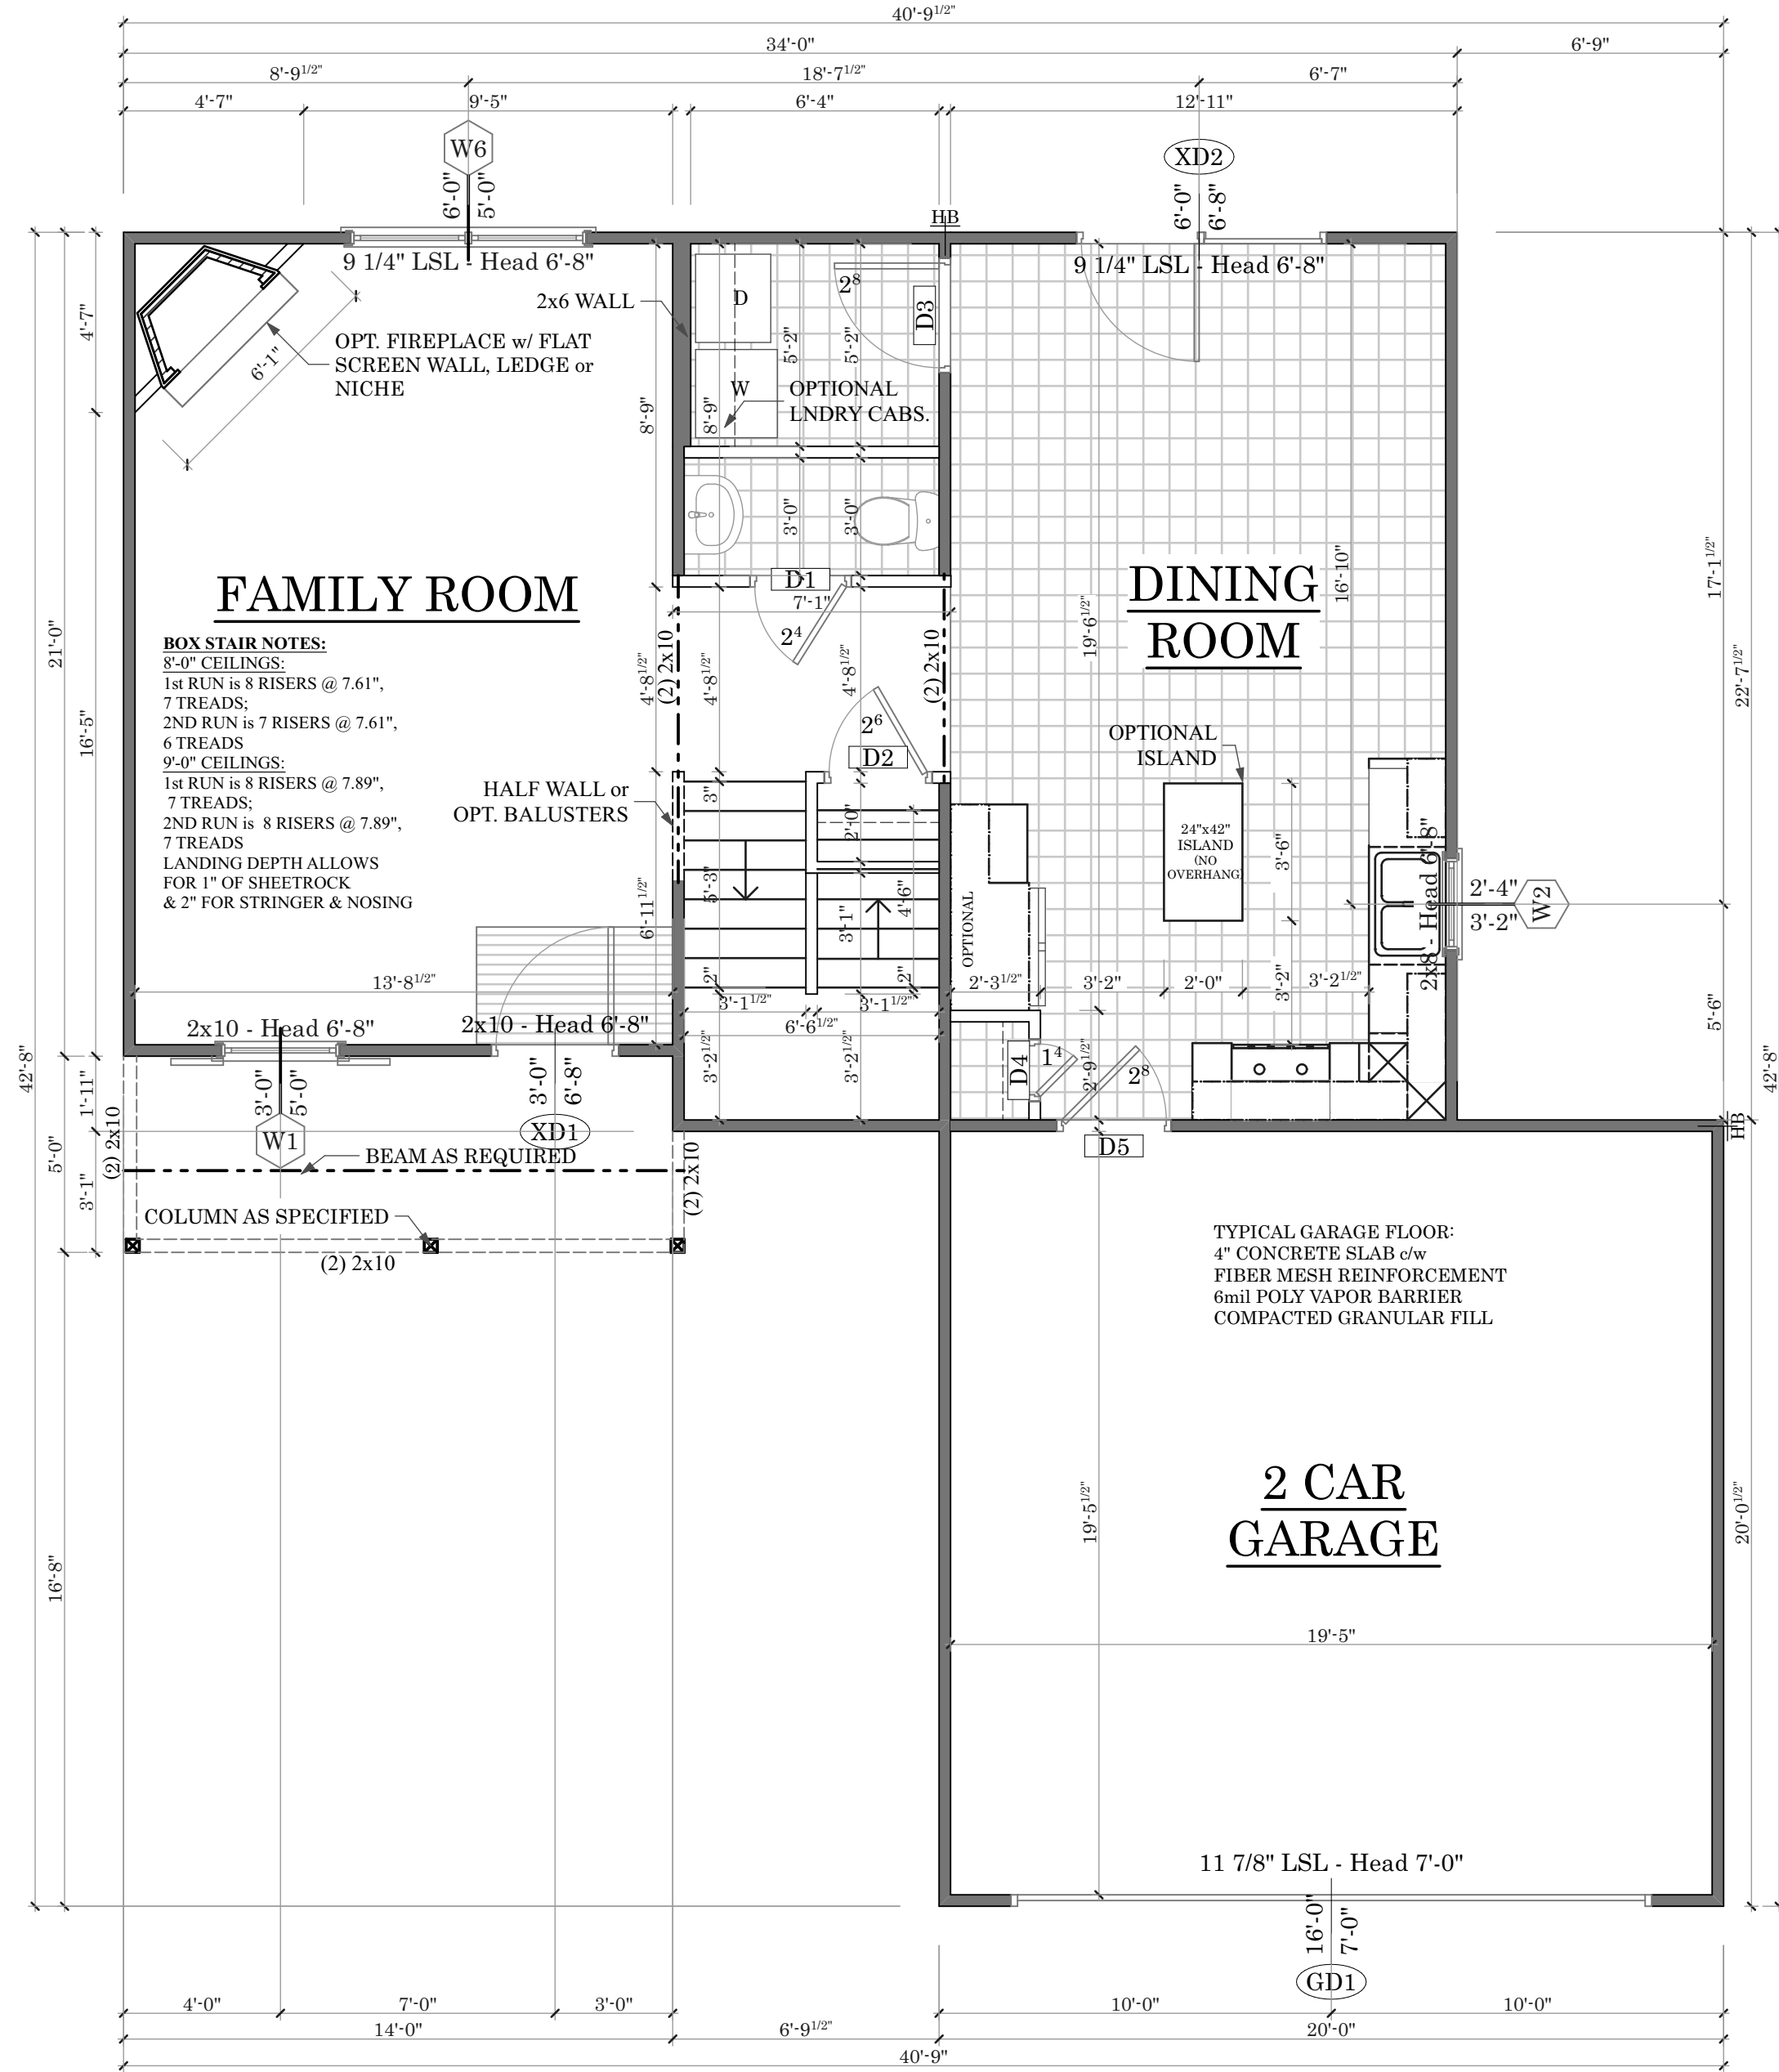 40'-9 1/2"
34'-0"
6'-9"
8'-9 1/2"
18'-7 1/2"
6'-7"
4'-7"
9'-5"
6'-4"
12'-11"
W6
6'-0"
5'-0"
XD2
6'-0"
6'-8"
HB
9 1/4" LSL - Head 6'-8"
9 1/4" LSL - Head 6'-8"
2x6 WALL
D
W
2 8
D3
5'-2"
5'-2"
OPT. FIREPLACE w/ FLAT
SCREEN WALL, LEDGE or
NICHE
6'-1"
OPTIONAL
LNDRY CABS.
8'-9"
8'-9"
4'-7"
21'-0"
16'-5"
42'-8"
3'-0"
3'-0"
FAMILY ROOM
BOX STAIR NOTES:
8'-0" CEILINGS:
1st RUN is 8 RISERS @ 7.61",
7 TREADS;
2ND RUN is 7 RISERS @ 7.61",
6 TREADS
9'-0" CEILINGS:
1st RUN is 8 RISERS @ 7.89",
7 TREADS;
2ND RUN is 8 RISERS @ 7.89",
7 TREADS
LANDING DEPTH ALLOWS
FOR 1" OF SHEETROCK
& 2" FOR STRINGER & NOSING
D1
7'-1"
2 4
(2) 2x10
(2) 2x10
4'-8 1/2"
4'-8 1/2"
4'-8 1/2"
2 6
D2
HALF WALL or
OPT. BALUSTERS
3"
2'-0"
5'-3"
3'-1"
4'-6"
6'-11 1/2"
2"
2"
3'-1 1/2"
3'-1 1/2"
6'-6 1/2"
3'-2 1/2"
3'-2 1/2"
DINING
ROOM
19'-6 1/2"
16'-10"
17'-1 1/2"
22'-7 1/2"
OPTIONAL
ISLAND
24"x42"
ISLAND
(NO
OVERHANG
3'-6"
OPTIONAL
2'-3 1/2"
3'-2"
2'-0"
3'-2"
3'-2 1/2"
2x8 - Head 6'-8"
2'-4"
3'-2"
W2
5'-6"
42'-8"
D4
1 4
2'-9 1/2"
2 8
D5
HB
13'-8 1/2"
2x10 - Head 6'-8"
2x10 - Head 6'-8"
3'-0"
5'-0"
W1
3'-0"
6'-8"
XD1
1'-11"
5'-0"
3'-1"
(2) 2x10
(2) 2x10
BEAM AS REQUIRED
COLUMN AS SPECIFIED
(2) 2x10
TYPICAL GARAGE FLOOR:
4" CONCRETE SLAB c/w
FIBER MESH REINFORCEMENT
6mil POLY VAPOR BARRIER
COMPACTED GRANULAR FILL
2 CAR
GARAGE
19'-5 1/2"
20'-0 1/2"
16'-8"
19'-5"
11 7/8" LSL - Head 7'-0"
16'-0"
7'-0"
GD1
4'-0"
7'-0"
3'-0"
10'-0"
10'-0"
14'-0"
6'-9 1/2"
20'-0"
40'-9"